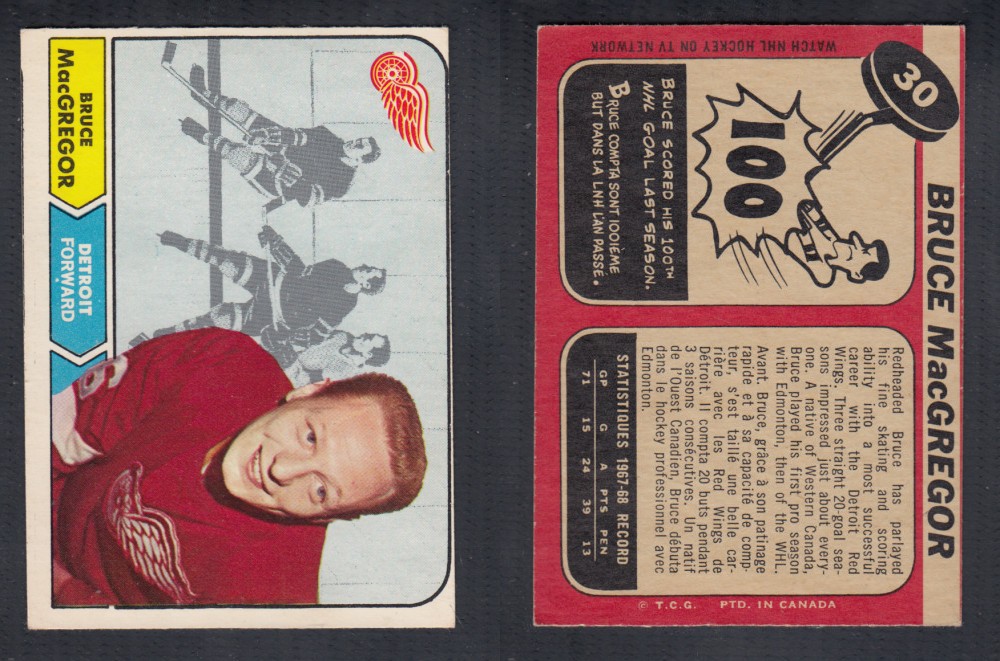 BRUCE
MacGREGOR
DETROIT
FORWARD
WATCH NHL HOCKEY ON TV NETWORK
30
BRUCE MacGREGOR
100
BRUCE SCORED HIS 100TH
NHL GOAL LAST SEASON.
BRUCE COMPTA SON 100IÈME
BUT DANS LA LNH L'AN PASSÉ.
Redheaded Bruce has parlayed
his fine skating and scoring
ability into a most successful
career with the Detroit Red
Wings. Three straight 20-goal sea-
sons impressed just about every-
one. A native of Western Canada,
Bruce played his first pro season
with Edmonton, then of the WHL.
Avant. Bruce, grâce à son patinage
rapide et à sa capacité de comp-
teur, s'est taillé une belle car-
rière avec les Red Wings de
Détroit. Il compta 20 buts pendant
3 saisons consécutives. Un natif
de l'Ouest Canadien, Bruce débuta
dans le hockey professionnel avec
Edmonton.
STATISTIQUES 1967-68 RECORD
GP G A PTS PEN
71 15 24 39 13
© T.C.G. PTD. IN CANADA